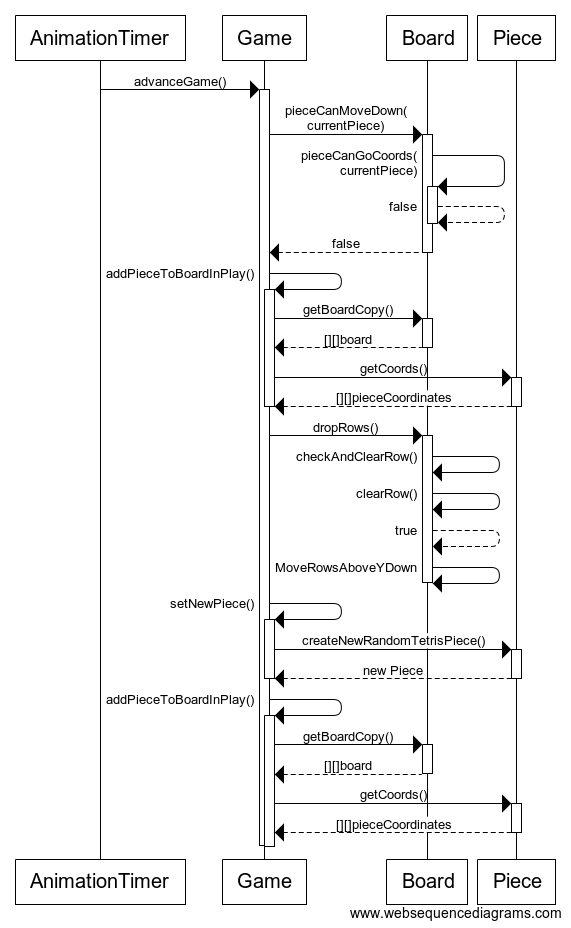 AnimationTimer
Game
Board
Piece
advanceGame()
pieceCanMoveDown(
currentPiece)
pieceCanGoCoords(
currentPiece)
false
false
addPieceToBoardInPlay()
getBoardCopy()
[][]board
getCoords()
[][]pieceCoordinates
dropRows()
checkAndClearRow()
clearRow()
true
MoveRowsAboveYDown
setNewPiece()
createNewRandomTetrisPiece()
new Piece
addPieceToBoardInPlay()
getBoardCopy()
[][]board
getCoords()
[][]pieceCoordinates
AnimationTimer
Game
Board
Piece
www.websequencediagrams.com